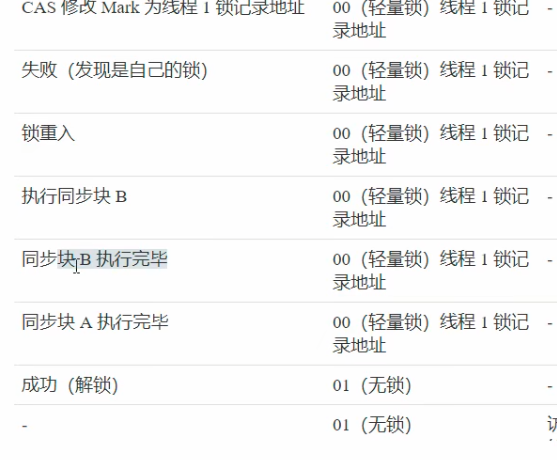 CAS 修改 Mark 为线程 1 锁记录地址 00（轻量锁）线程 1 锁记
录地址 -
失败（发现是自己的锁） 00（轻量锁）线程 1 锁记
录地址 -
锁重入 00（轻量锁）线程 1 锁记
录地址 -
执行同步块 B 00（轻量锁）线程 1 锁记
录地址 -
同步块 B 执行完毕 00（轻量锁）线程 1 锁记
录地址 -
同步块 A 执行完毕 00（轻量锁）线程 1 锁记
录地址 -
成功（解锁） 01（无锁） -
- 01（无锁）